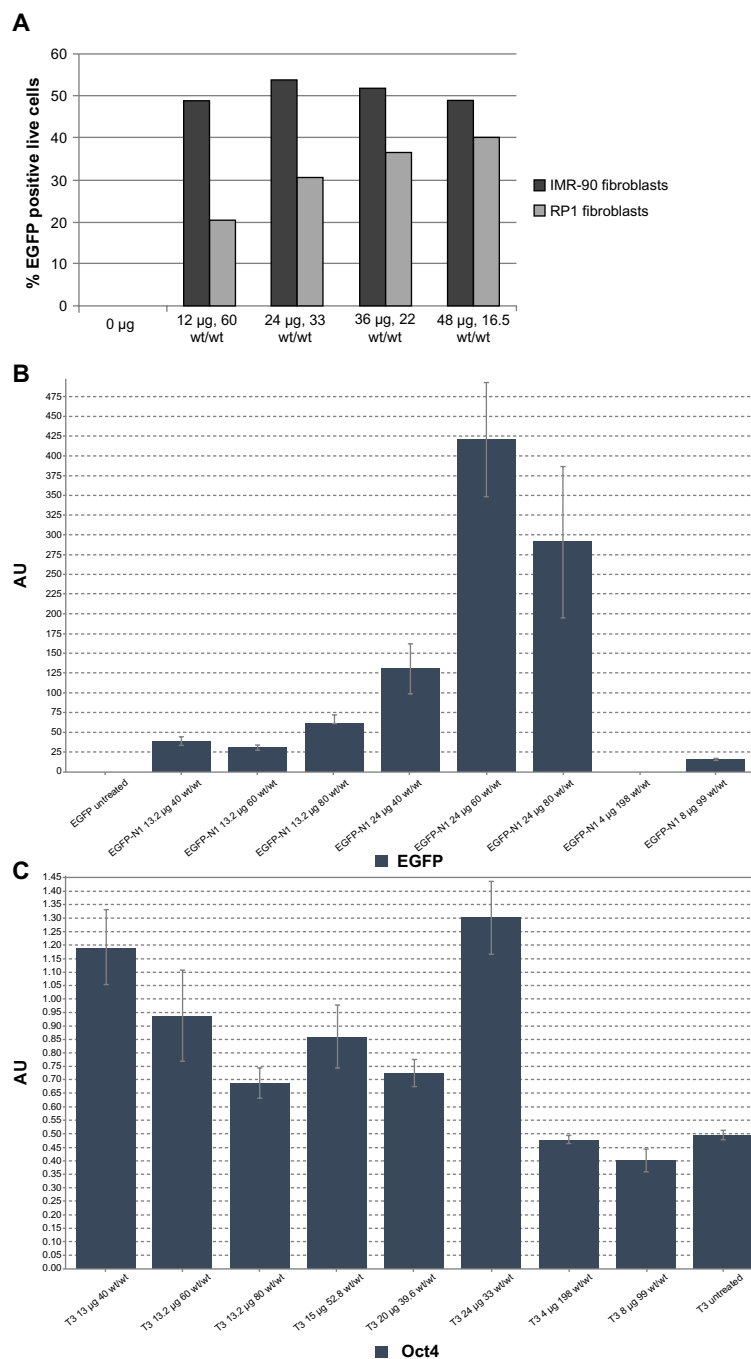 A
% EGFP positive live cells
60
50
40
30
20
10
0
0 µg
12 µg, 60
wt/wt
24 µg, 33
wt/wt
36 µg, 22
wt/wt
48 µg, 16.5
wt/wt
IMR-90 fibroblasts
RP1 fibroblasts
B
AU
475
450
425
400
375
350
325
300
275
250
225
200
175
150
125
100
75
50
25
0
EGFP untreated
EGFP-N1 13.2 µg 40 wt/wt
EGFP-N1 13.2 µg 60 wt/wt
EGFP-N1 13.2 µg 80 wt/wt
EGFP-N1 24 µg 40 wt/wt
EGFP-N1 24 µg 60 wt/wt
EGFP-N1 24 µg 80 wt/wt
EGFP-N1 4 µg 198 wt/wt
EGFP-N1 8 µg 99 wt/wt
EGFP
C
AU
1.45
1.40
1.35
1.30
1.25
1.20
1.15
1.10
1.05
1.00
0.95
0.90
0.85
0.80
0.75
0.70
0.65
0.60
0.55
0.50
0.45
0.40
0.35
0.30
0.25
0.20
0.15
0.10
0.05
0.00
T3 13 µg 40 wt/wt
T3 13.2 µg 60 wt/wt
T3 13.2 µg 80 wt/wt
T3 15 µg 52.8 wt/wt
T3 20 µg 39.6 wt/wt
T3 24 µg 33 wt/wt
T3 4 µg 198 wt/wt
T3 8 µg 99 wt/wt
T3 untreated
Oct4